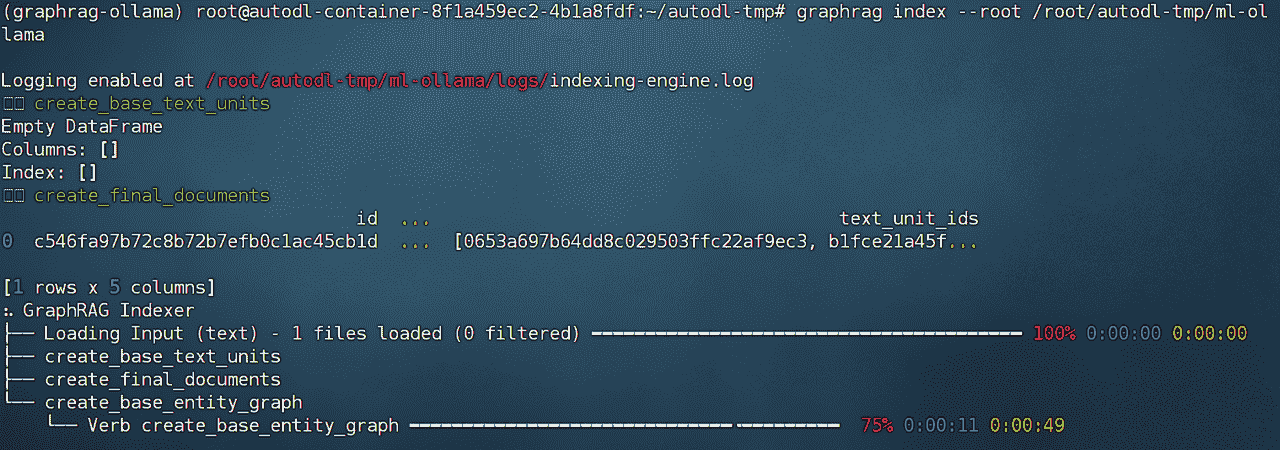 (graphrag-ollama) root@autodl-container-8f1a459ec2-4b1a8fdf:~/autodl-tmp# graphrag index --root /root/autodl-tmp/ml-ol
lama
Logging enabled at /root/autodl-tmp/ml-ollama/logs/indexing-engine.log
create_base_text_units
Empty DataFrame
Columns: []
Index: []
create_final_documents
id ... text_unit_ids
0 c546fa97b72c8b72b7efb0c1ac45cb1d ... [0653a697b64dd8c029503ffc22af9ec3, b1fce21a45f...
[1 rows x 5 columns]
GraphRAG Indexer
├── Loading Input (text) - 1 files loaded (0 filtered) 100% 0:00:00 0:00:00
├── create_base_text_units
├── create_final_documents
└── create_base_entity_graph
└── Verb create_base_entity_graph 75% 0:00:11 0:00:49